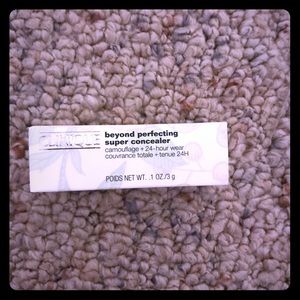 CLINIQUE
beyond perfecting
super concealer
camouflage + 24-hour wear
couvrance totale + tenue 24H
POIDS NET WT. .1 OZ./3 g